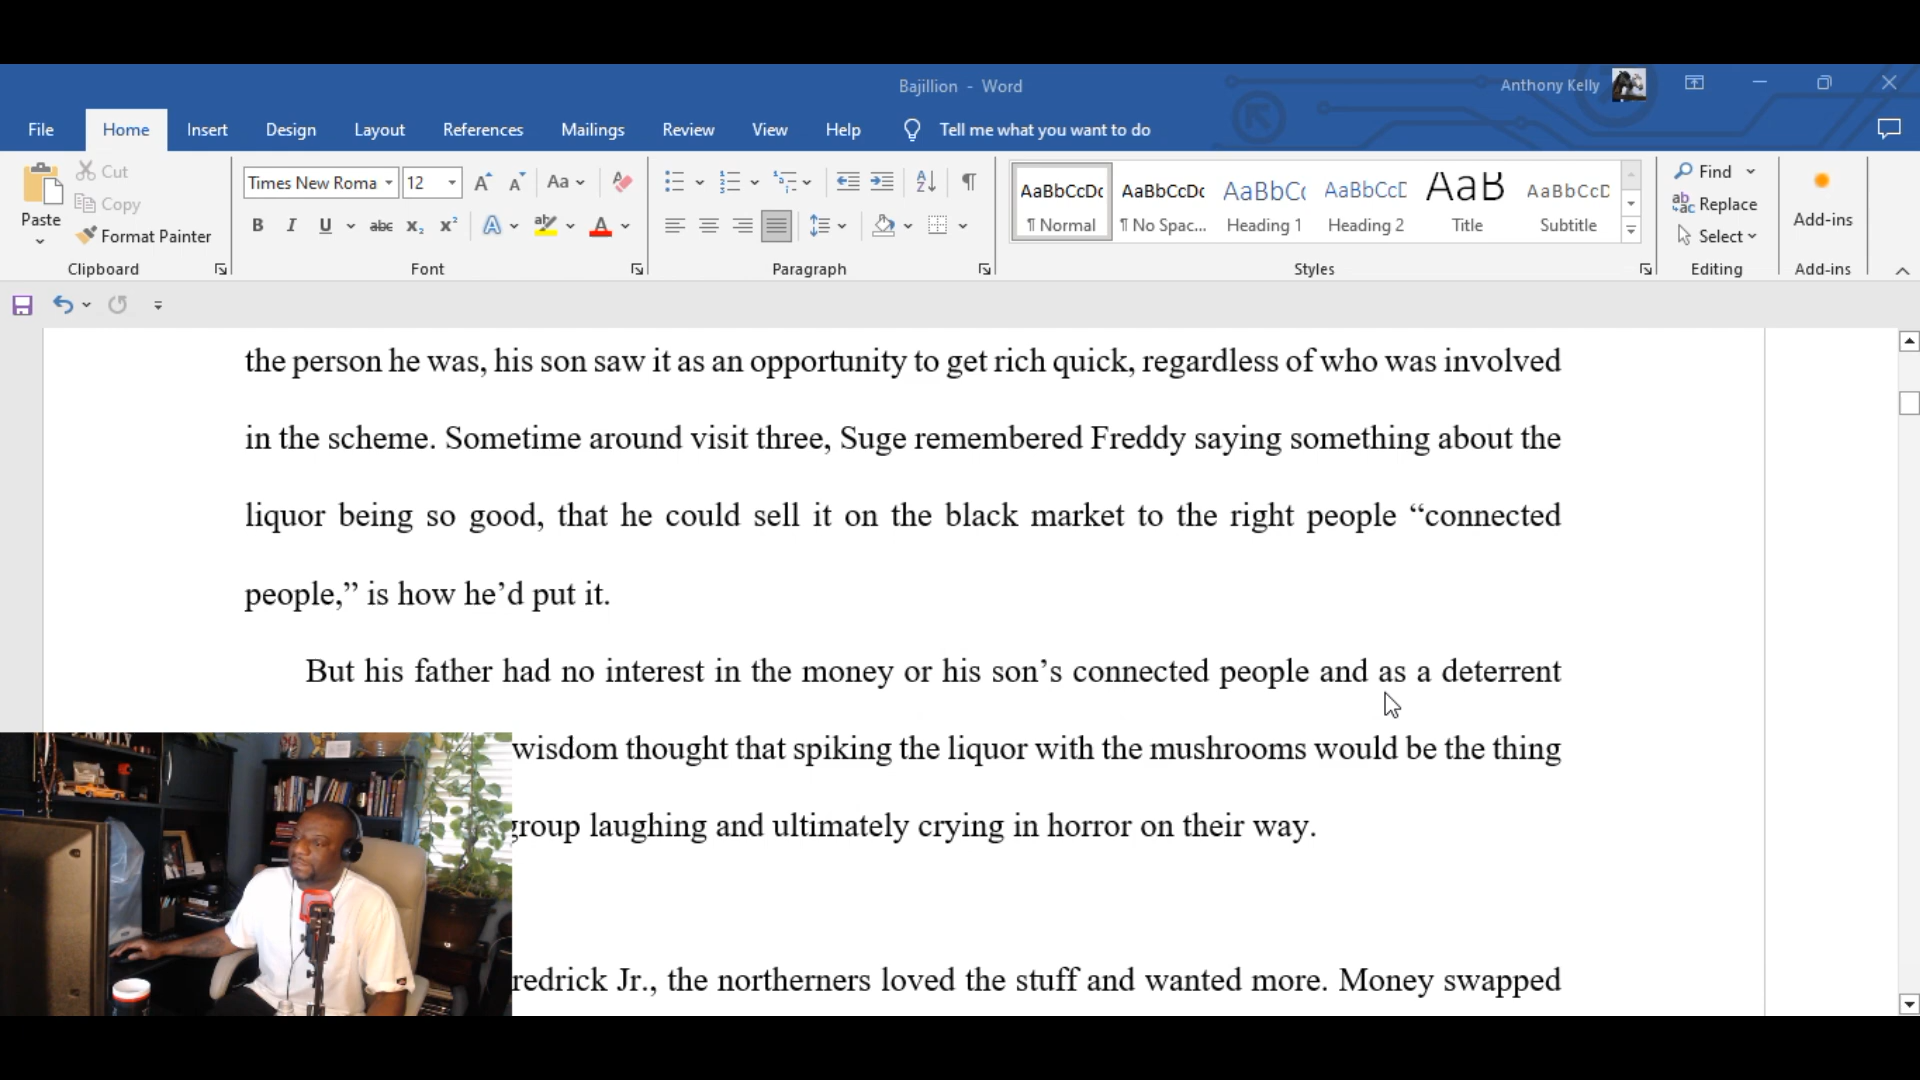 Bajillion - Word
Anthony Kelly
File
Home
Insert
Design
Layout
References
Mailings
Review
View
Help
Tell me what you want to do
Paste
Cut
Copy
Format Painter
Clipboard
Times New Roma
12
Aa
B
I
U
abc
Font
Paragraph
AaBbCcDc
¶ Normal
AaBbCcDc
¶ No Spac...
AaBbCc
Heading 1
AaBbCcD
Heading 2
AaB
Title
AaBbCcD
Subtitle
Styles
Find
Replace
Select
Editing
Add-ins
Add-ins
the person he was, his son saw it as an opportunity to get rich quick, regardless of who was involved
in the scheme. Sometime around visit three, Suge remembered Freddy saying something about the
liquor being so good, that he could sell it on the black market to the right people “connected
people,” is how he’d put it.
But his father had no interest in the money or his son’s connected people and as a deterrent
wisdom thought that spiking the liquor with the mushrooms would be the thing
group laughing and ultimately crying in horror on their way.
redrick Jr., the northerners loved the stuff and wanted more. Money swapped